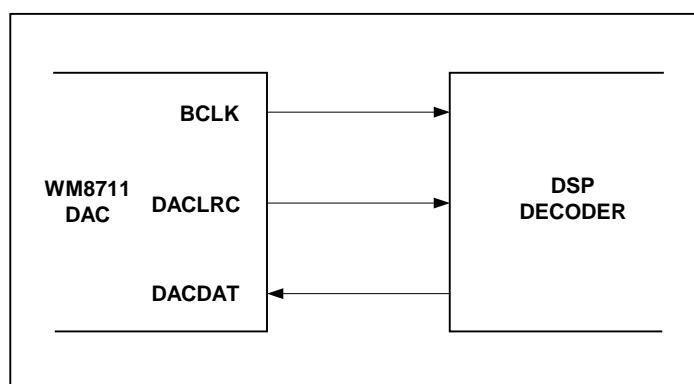 BCLK
WM8711
DAC
DACLRC
DSP
DECODER
DACDAT